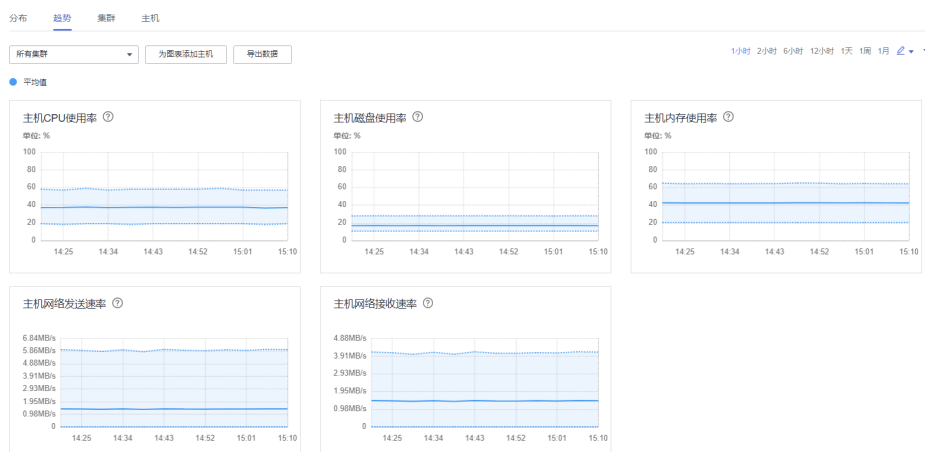 分布 趋势 集群 主机
所有集群 为图表添加主机 导出数据 1小时 2小时 6小时 12小时 1天 1周 1月
平均值
主机CPU使用率 ?
单位: %
100
80
60
40
20
0
14:25 14:34 14:43 14:52 15:01 15:10
主机磁盘使用率 ?
单位: %
100
80
60
40
20
0
14:25 14:34 14:43 14:52 15:01 15:10
主机内存使用率 ?
单位: %
100
80
60
40
20
0
14:25 14:34 14:43 14:52 15:01 15:10
主机网络发送速率 ?
6.84MB/s
5.86MB/s
4.88MB/s
3.91MB/s
2.93MB/s
1.95MB/s
0.98MB/s
0
14:25 14:34 14:43 14:52 15:01 15:10
主机网络接收速率 ?
4.88MB/s
3.91MB/s
2.93MB/s
1.95MB/s
0.98MB/s
0
14:25 14:34 14:43 14:52 15:01 15:10